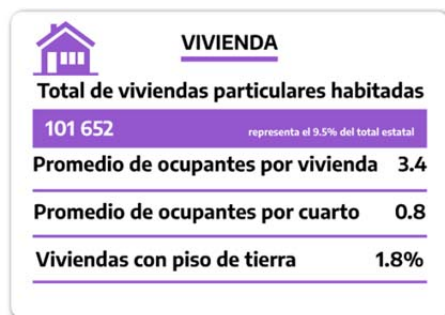 VIVIENDA
Total de viviendas particulares habitadas
101 652 representa el 9.5% del total estatal
Promedio de ocupantes por vivienda 3.4
Promedio de ocupantes por cuarto 0.8
Viviendas con piso de tierra 1.8%